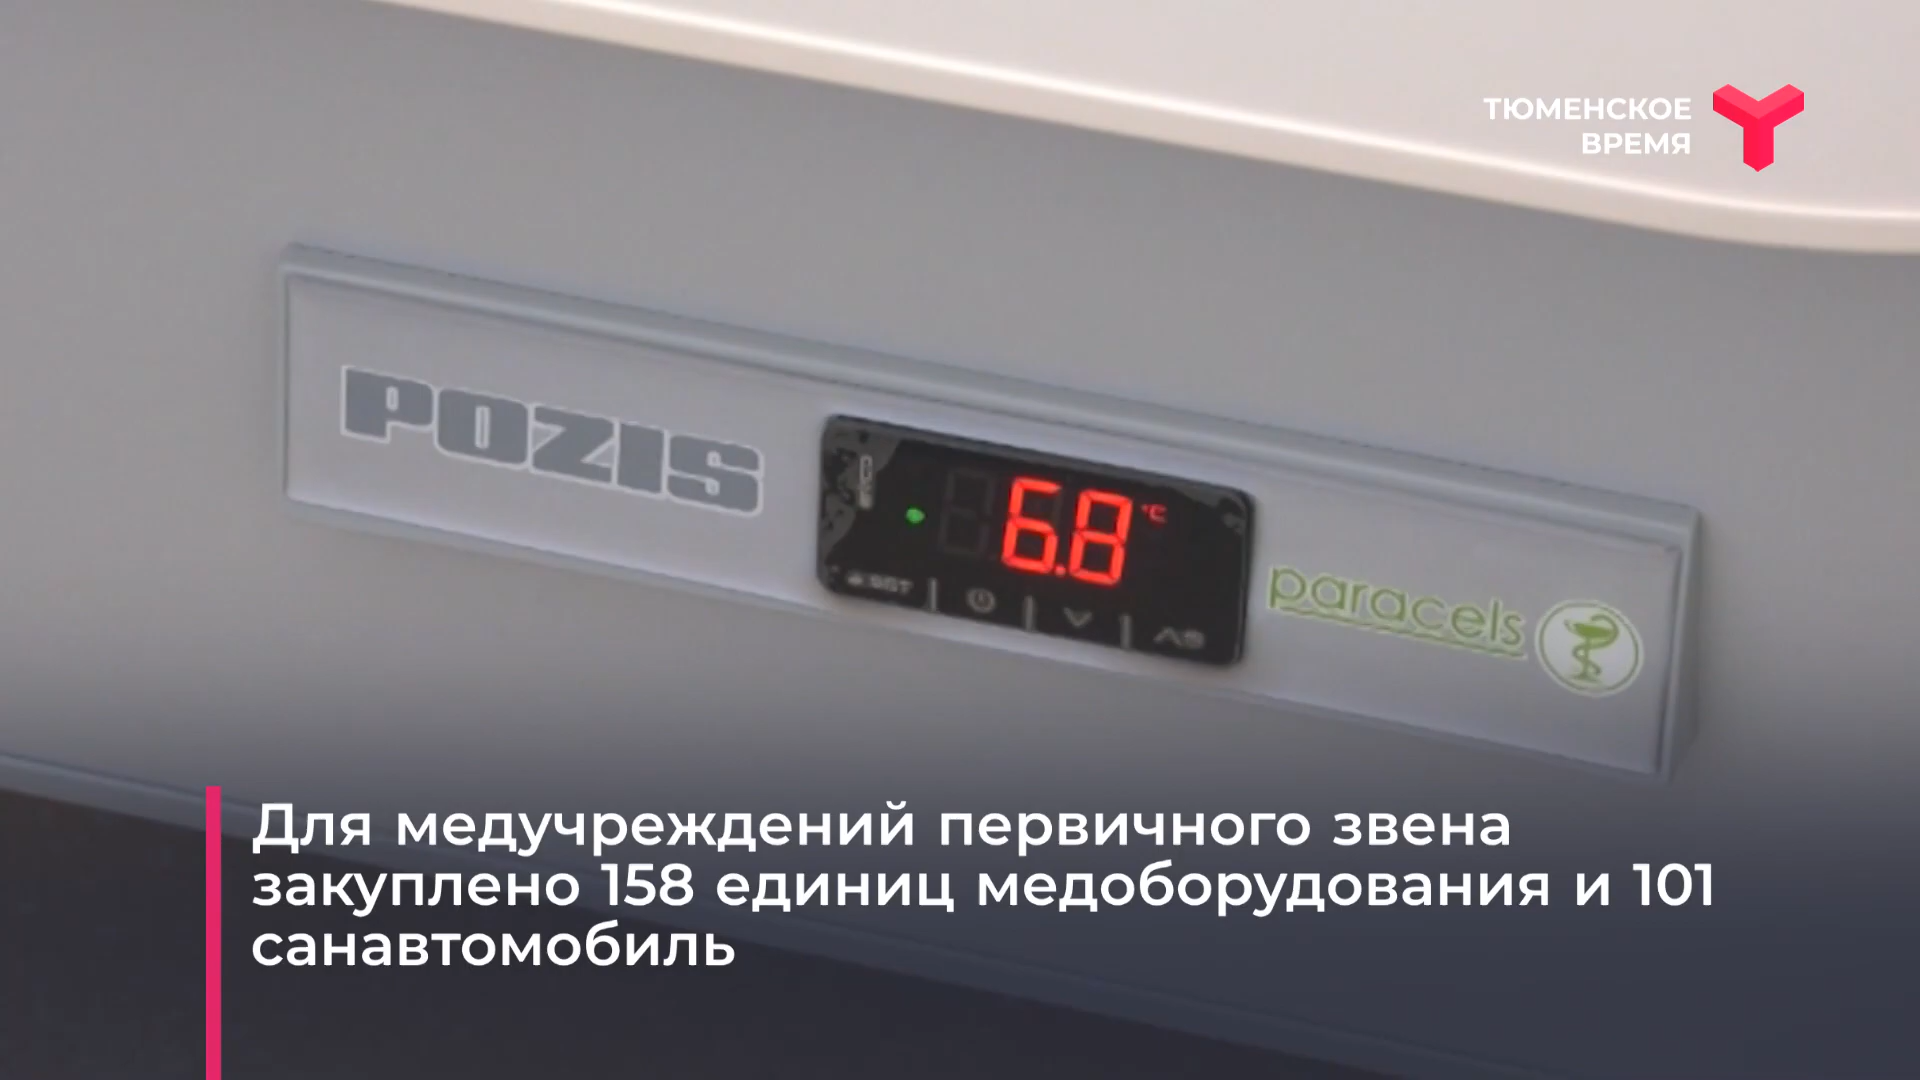 ТЮМЕНСКОЕ
ВРЕМЯ
POZIS
6.8 °C
paracels
Для медучреждений первичного звена
закуплено 158 единиц медоборудования и 101
санавтомобиль